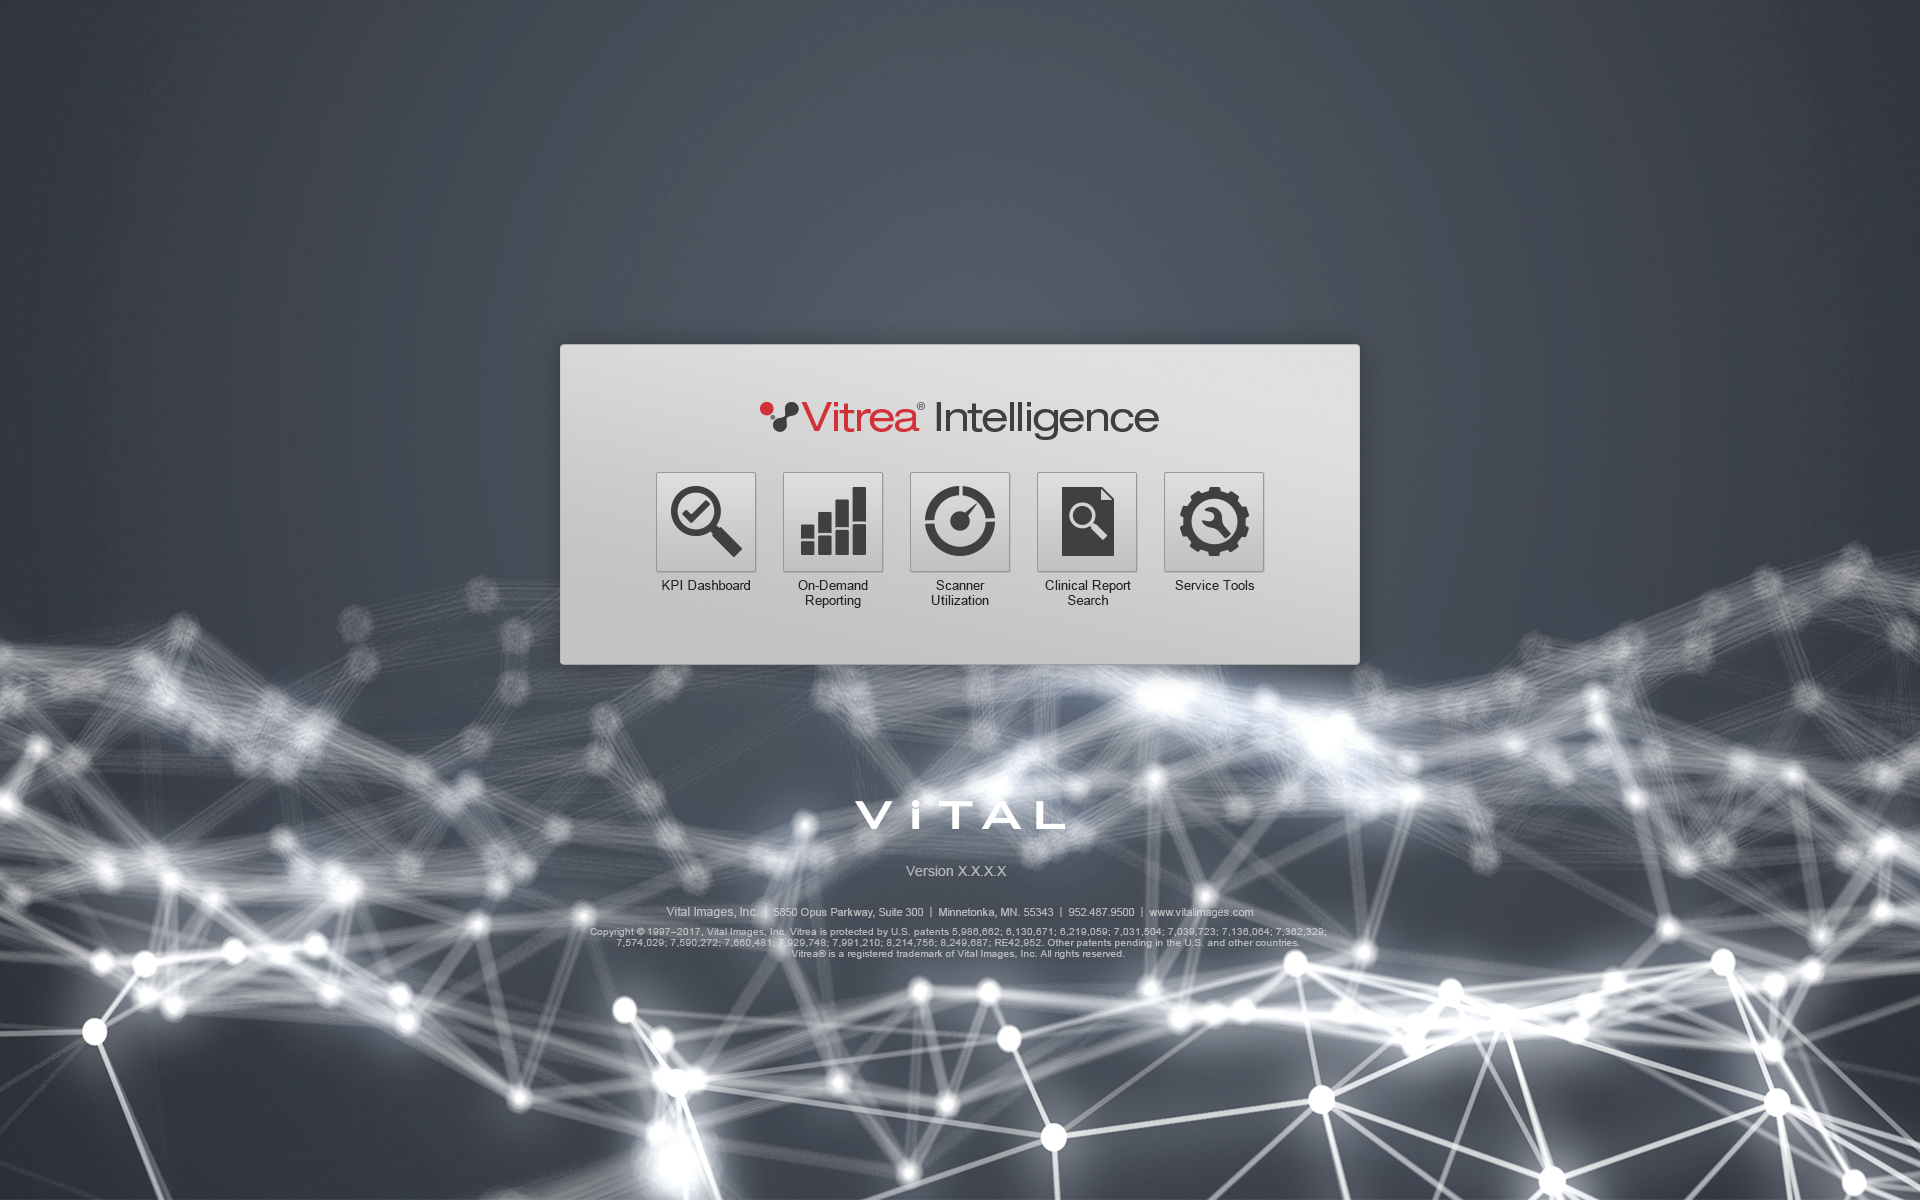 Vitrea® Intelligence
KPI Dashboard
On-Demand
Reporting
Scanner
Utilization
Clinical Report
Search
Service Tools
ViTAL
Version X.X.X.X
Vital Images, Inc. | 5850 Opus Parkway, Suite 300 | Minnetonka, MN. 55343 | 952.487.9500 | www.vitalimages.com
Copyright © 1997–2017, Vital Images, Inc. Vitrea is protected by U.S. patents 5,986,662; 6,130,671; 6,219,059; 7,031,504; 7,039,723; 7,136,064; 7,362,329;
7,574,029; 7,590,272; 7,660,481; 7,929,748; 7,991,210; 8,214,756; 8,249,687; RE42,952. Other patents pending in the U.S. and other countries.
Vitrea® is a registered trademark of Vital Images, Inc. All rights reserved.